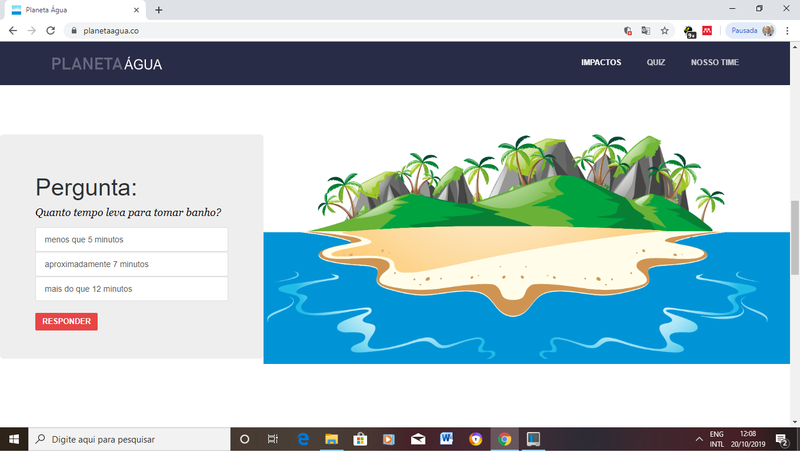 Planeta Água
planetaagua.co
9+
Pausada
PLANETA ÁGUA
IMPACTOS QUIZ NOSSO TIME
Pergunta:
Quanto tempo leva para tomar banho?
menos que 5 minutos
aproximadamente 7 minutos
mais do que 12 minutos
RESPONDER
Digite aqui para pesquisar
ENG
INTL
12:08
20/10/2019
2